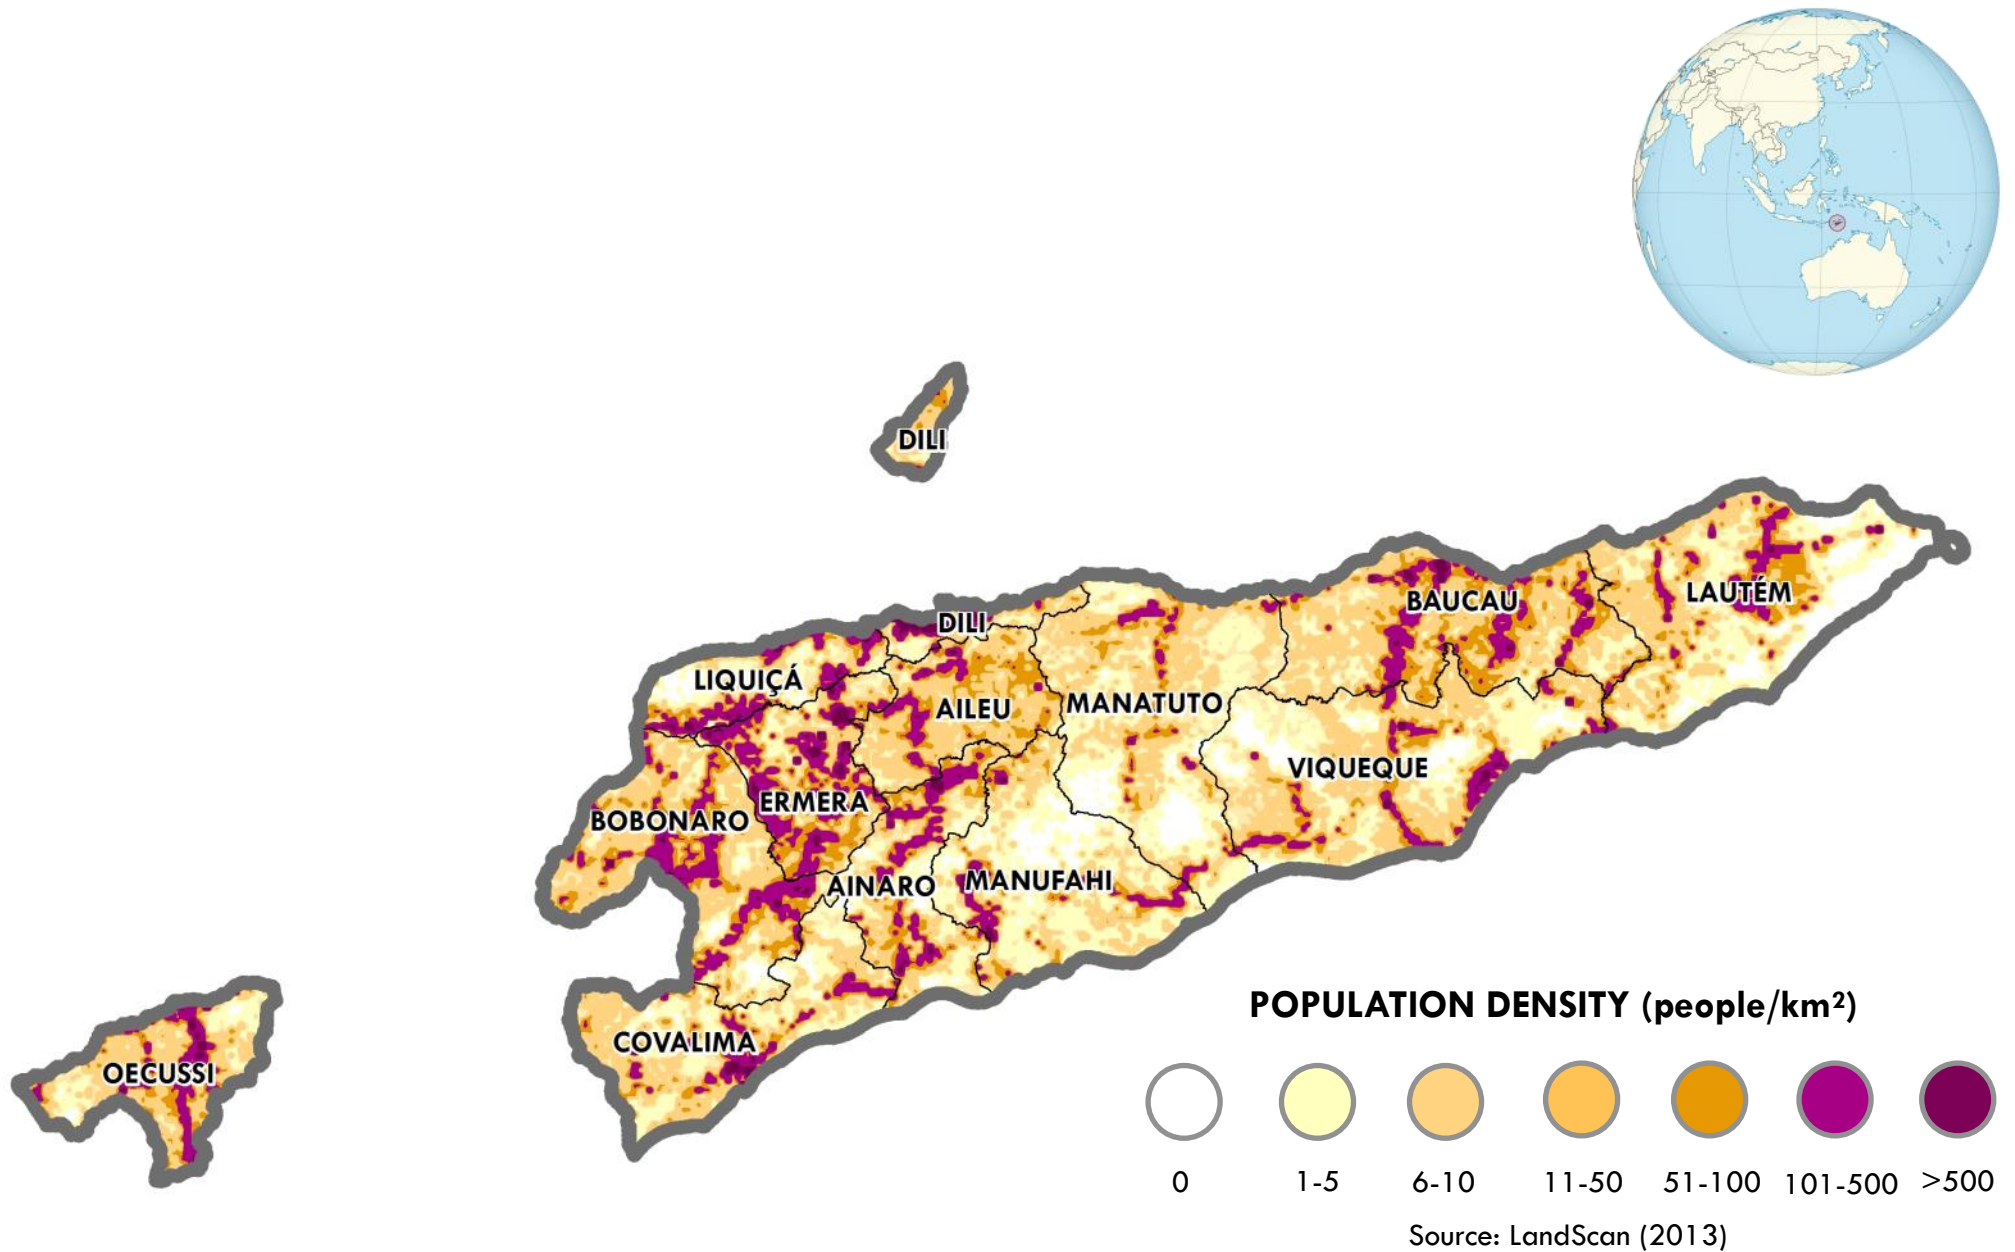 DILI
DILI
BAUCAU
LAUTÉM
LIQUIÇÁ
AILEU
MANATUTO
VIQUEQUE
ERMERA
BOBONARO
AINARO
MANUFAHI
COVALIMA
OECUSSI
POPULATION DENSITY (people/km²)
0
1-5
6-10
11-50
51-100
101-500
>500
Source: LandScan (2013)